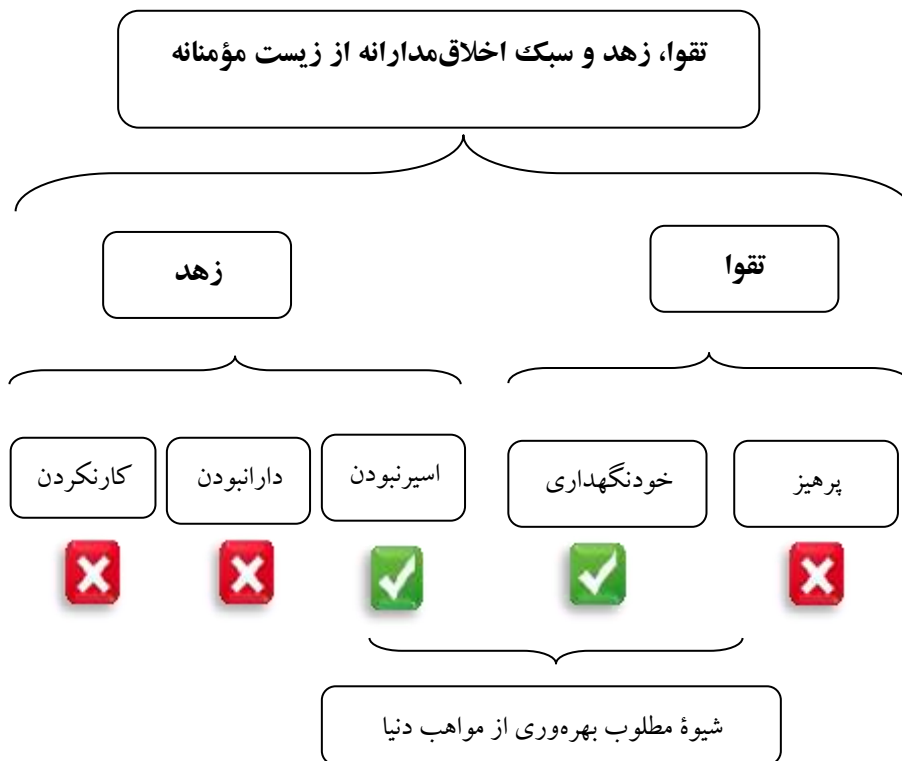 تقوا، زهد و سبک اخلاق‌مدارانه از زیست مؤمنانه
تقوا
زهد
پرهیز
خودنگهداری
اسیرنبودن
دارانبودن
کارنکردن
شیوۀ مطلوب بهره‌وری از مواهب دنیا